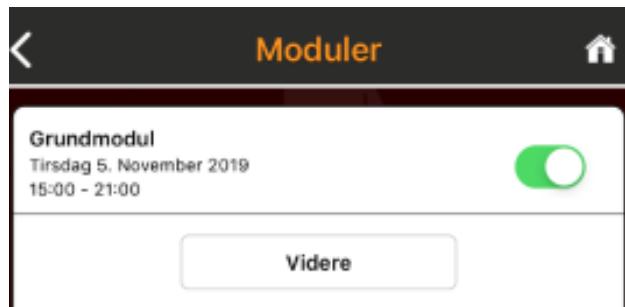 Moduler
Grundmodul
Tirsdag 5. November 2019
15:00 - 21:00
Videre